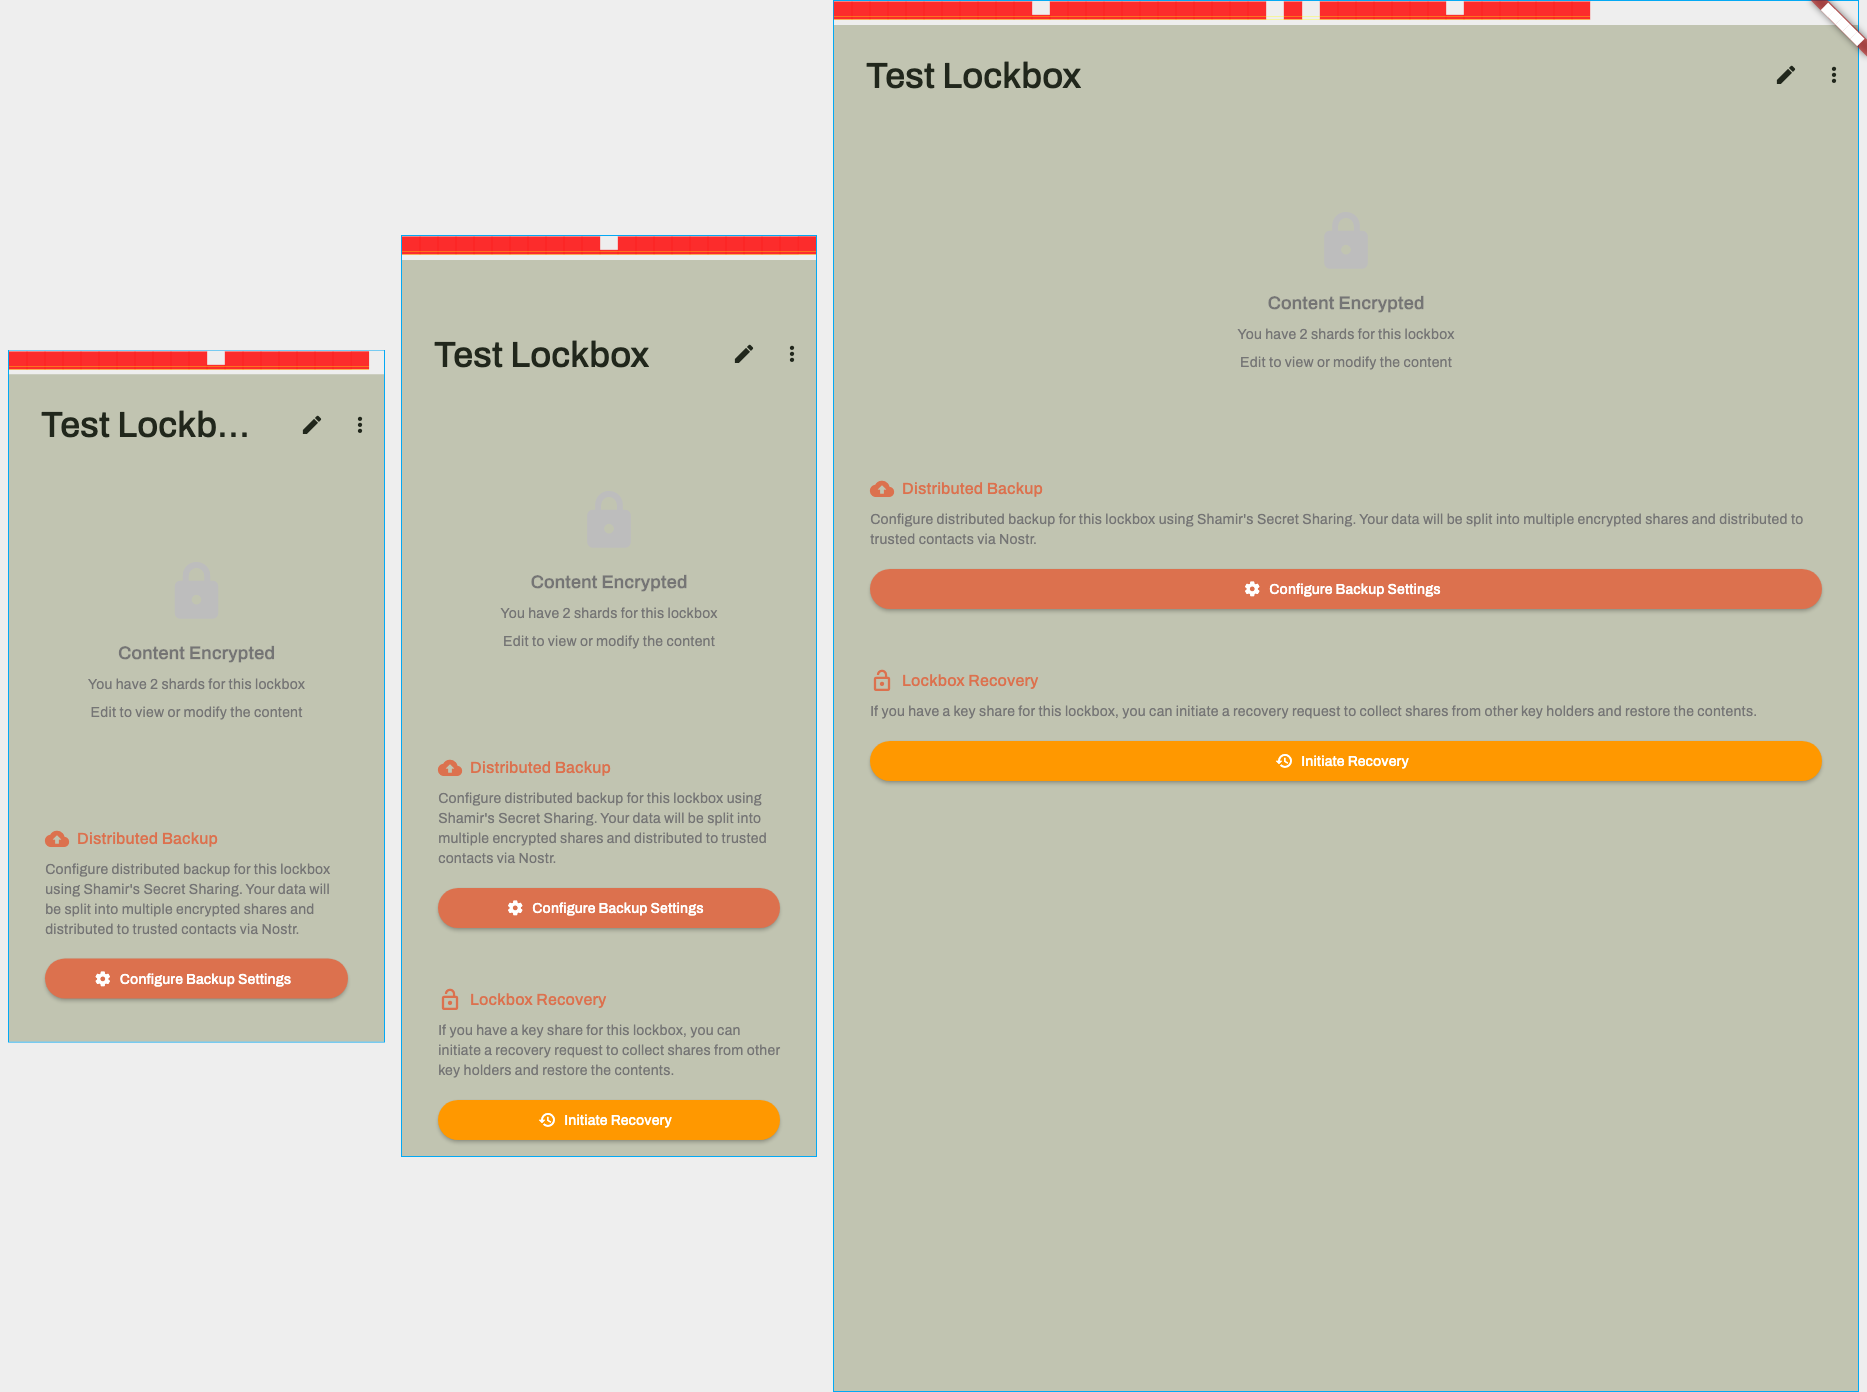 Test Lockb...
Content Encrypted
You have 2 shards for this lockbox
Edit to view or modify the content
Distributed Backup
Configure distributed backup for this lockbox
using Shamir's Secret Sharing. Your data will
be split into multiple encrypted shares and
distributed to trusted contacts via Nostr.
Configure Backup Settings
Test Lockbox
Content Encrypted
You have 2 shards for this lockbox
Edit to view or modify the content
Distributed Backup
Configure distributed backup for this lockbox using
Shamir's Secret Sharing. Your data will be split into
multiple encrypted shares and distributed to trusted
contacts via Nostr.
Configure Backup Settings
Lockbox Recovery
If you have a key share for this lockbox, you can
initiate a recovery request to collect shares from other
key holders and restore the contents.
Initiate Recovery
Test Lockbox
Content Encrypted
You have 2 shards for this lockbox
Edit to view or modify the content
Distributed Backup
Configure distributed backup for this lockbox using Shamir's Secret Sharing. Your data will be split into multiple encrypted shares and distributed to
trusted contacts via Nostr.
Configure Backup Settings
Lockbox Recovery
If you have a key share for this lockbox, you can initiate a recovery request to collect shares from other key holders and restore the contents.
Initiate Recovery